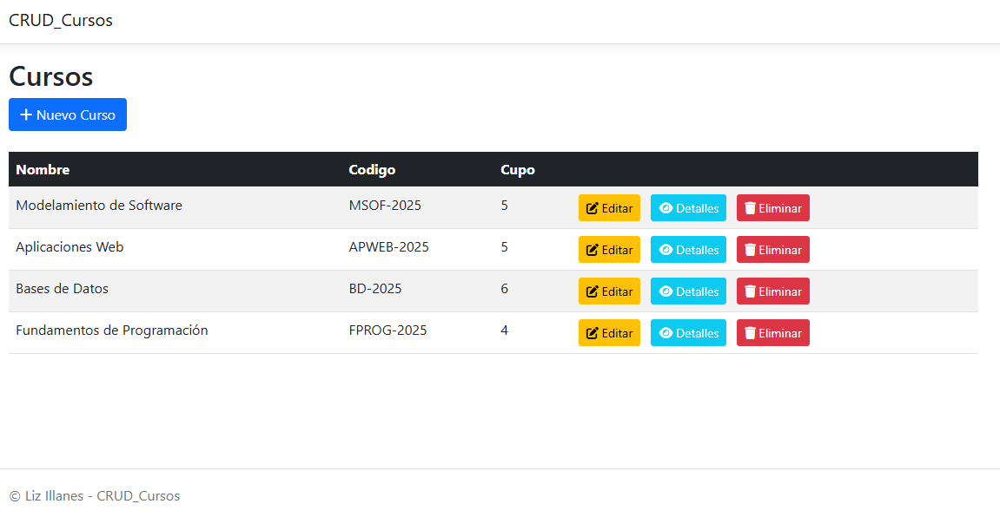 CRUD_Cursos
Cursos
Nuevo Curso
Nombre Codigo Cupo
Modelamiento de Software MSOF-2025 5 Editar Detalles Eliminar
Aplicaciones Web APWEB-2025 5 Editar Detalles Eliminar
Bases de Datos BD-2025 6 Editar Detalles Eliminar
Fundamentos de Programación FPROG-2025 4 Editar Detalles Eliminar
© Liz Illanes - CRUD_Cursos